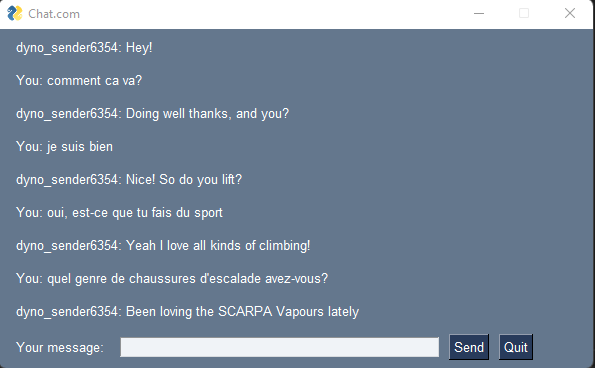 Chat.com
dyno_sender6354: Hey!
You: comment ca va?
dyno_sender6354: Doing well thanks, and you?
You: je suis bien
dyno_sender6354: Nice! So do you lift?
You: oui, est-ce que tu fais du sport
dyno_sender6354: Yeah I love all kinds of climbing!
You: quel genre de chaussures d'escalade avez-vous?
dyno_sender6354: Been loving the SCARPA Vapours lately
Your message: Send Quit